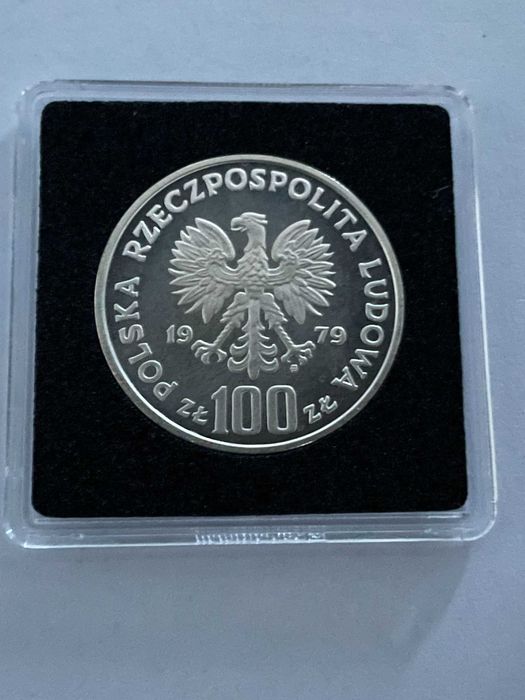 POLSKA RZECZPOSPOLITA LUDOWA
19 79
zł 100 zł